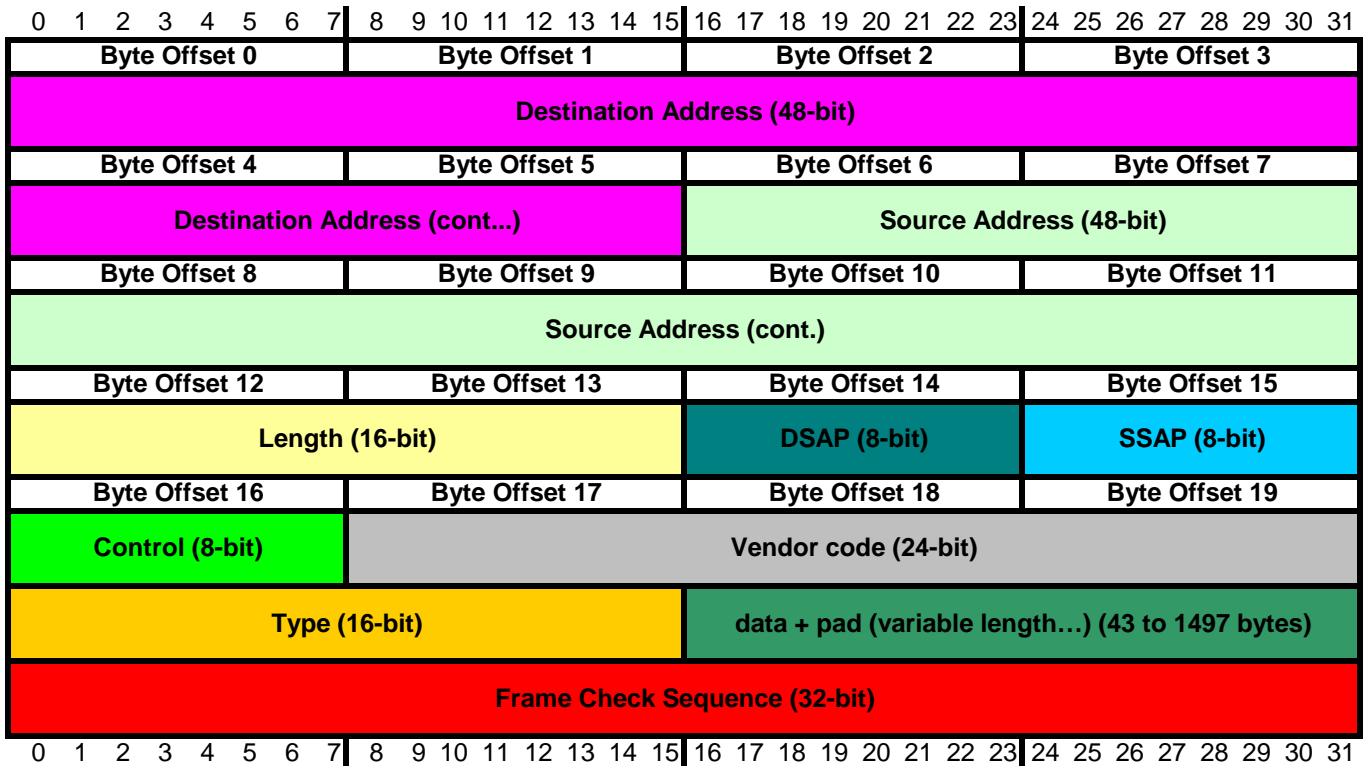 0 1 2 3 4 5 6 7 8 9 10 11 12 13 14 15 16 17 18 19 20 21 22 23 24 25 26 27 28 29 30 31
Byte Offset 0 Byte Offset 1 Byte Offset 2 Byte Offset 3
Destination Address (48-bit)
Byte Offset 4 Byte Offset 5 Byte Offset 6 Byte Offset 7
Destination Address (cont...) Source Address (48-bit)
Byte Offset 8 Byte Offset 9 Byte Offset 10 Byte Offset 11
Source Address (cont.)
Byte Offset 12 Byte Offset 13 Byte Offset 14 Byte Offset 15
Length (16-bit) DSAP (8-bit) SSAP (8-bit)
Byte Offset 16 Byte Offset 17 Byte Offset 18 Byte Offset 19
Control (8-bit) Vendor code (24-bit)
Type (16-bit) data + pad (variable length…) (43 to 1497 bytes)
Frame Check Sequence (32-bit)
0 1 2 3 4 5 6 7 8 9 10 11 12 13 14 15 16 17 18 19 20 21 22 23 24 25 26 27 28 29 30 31